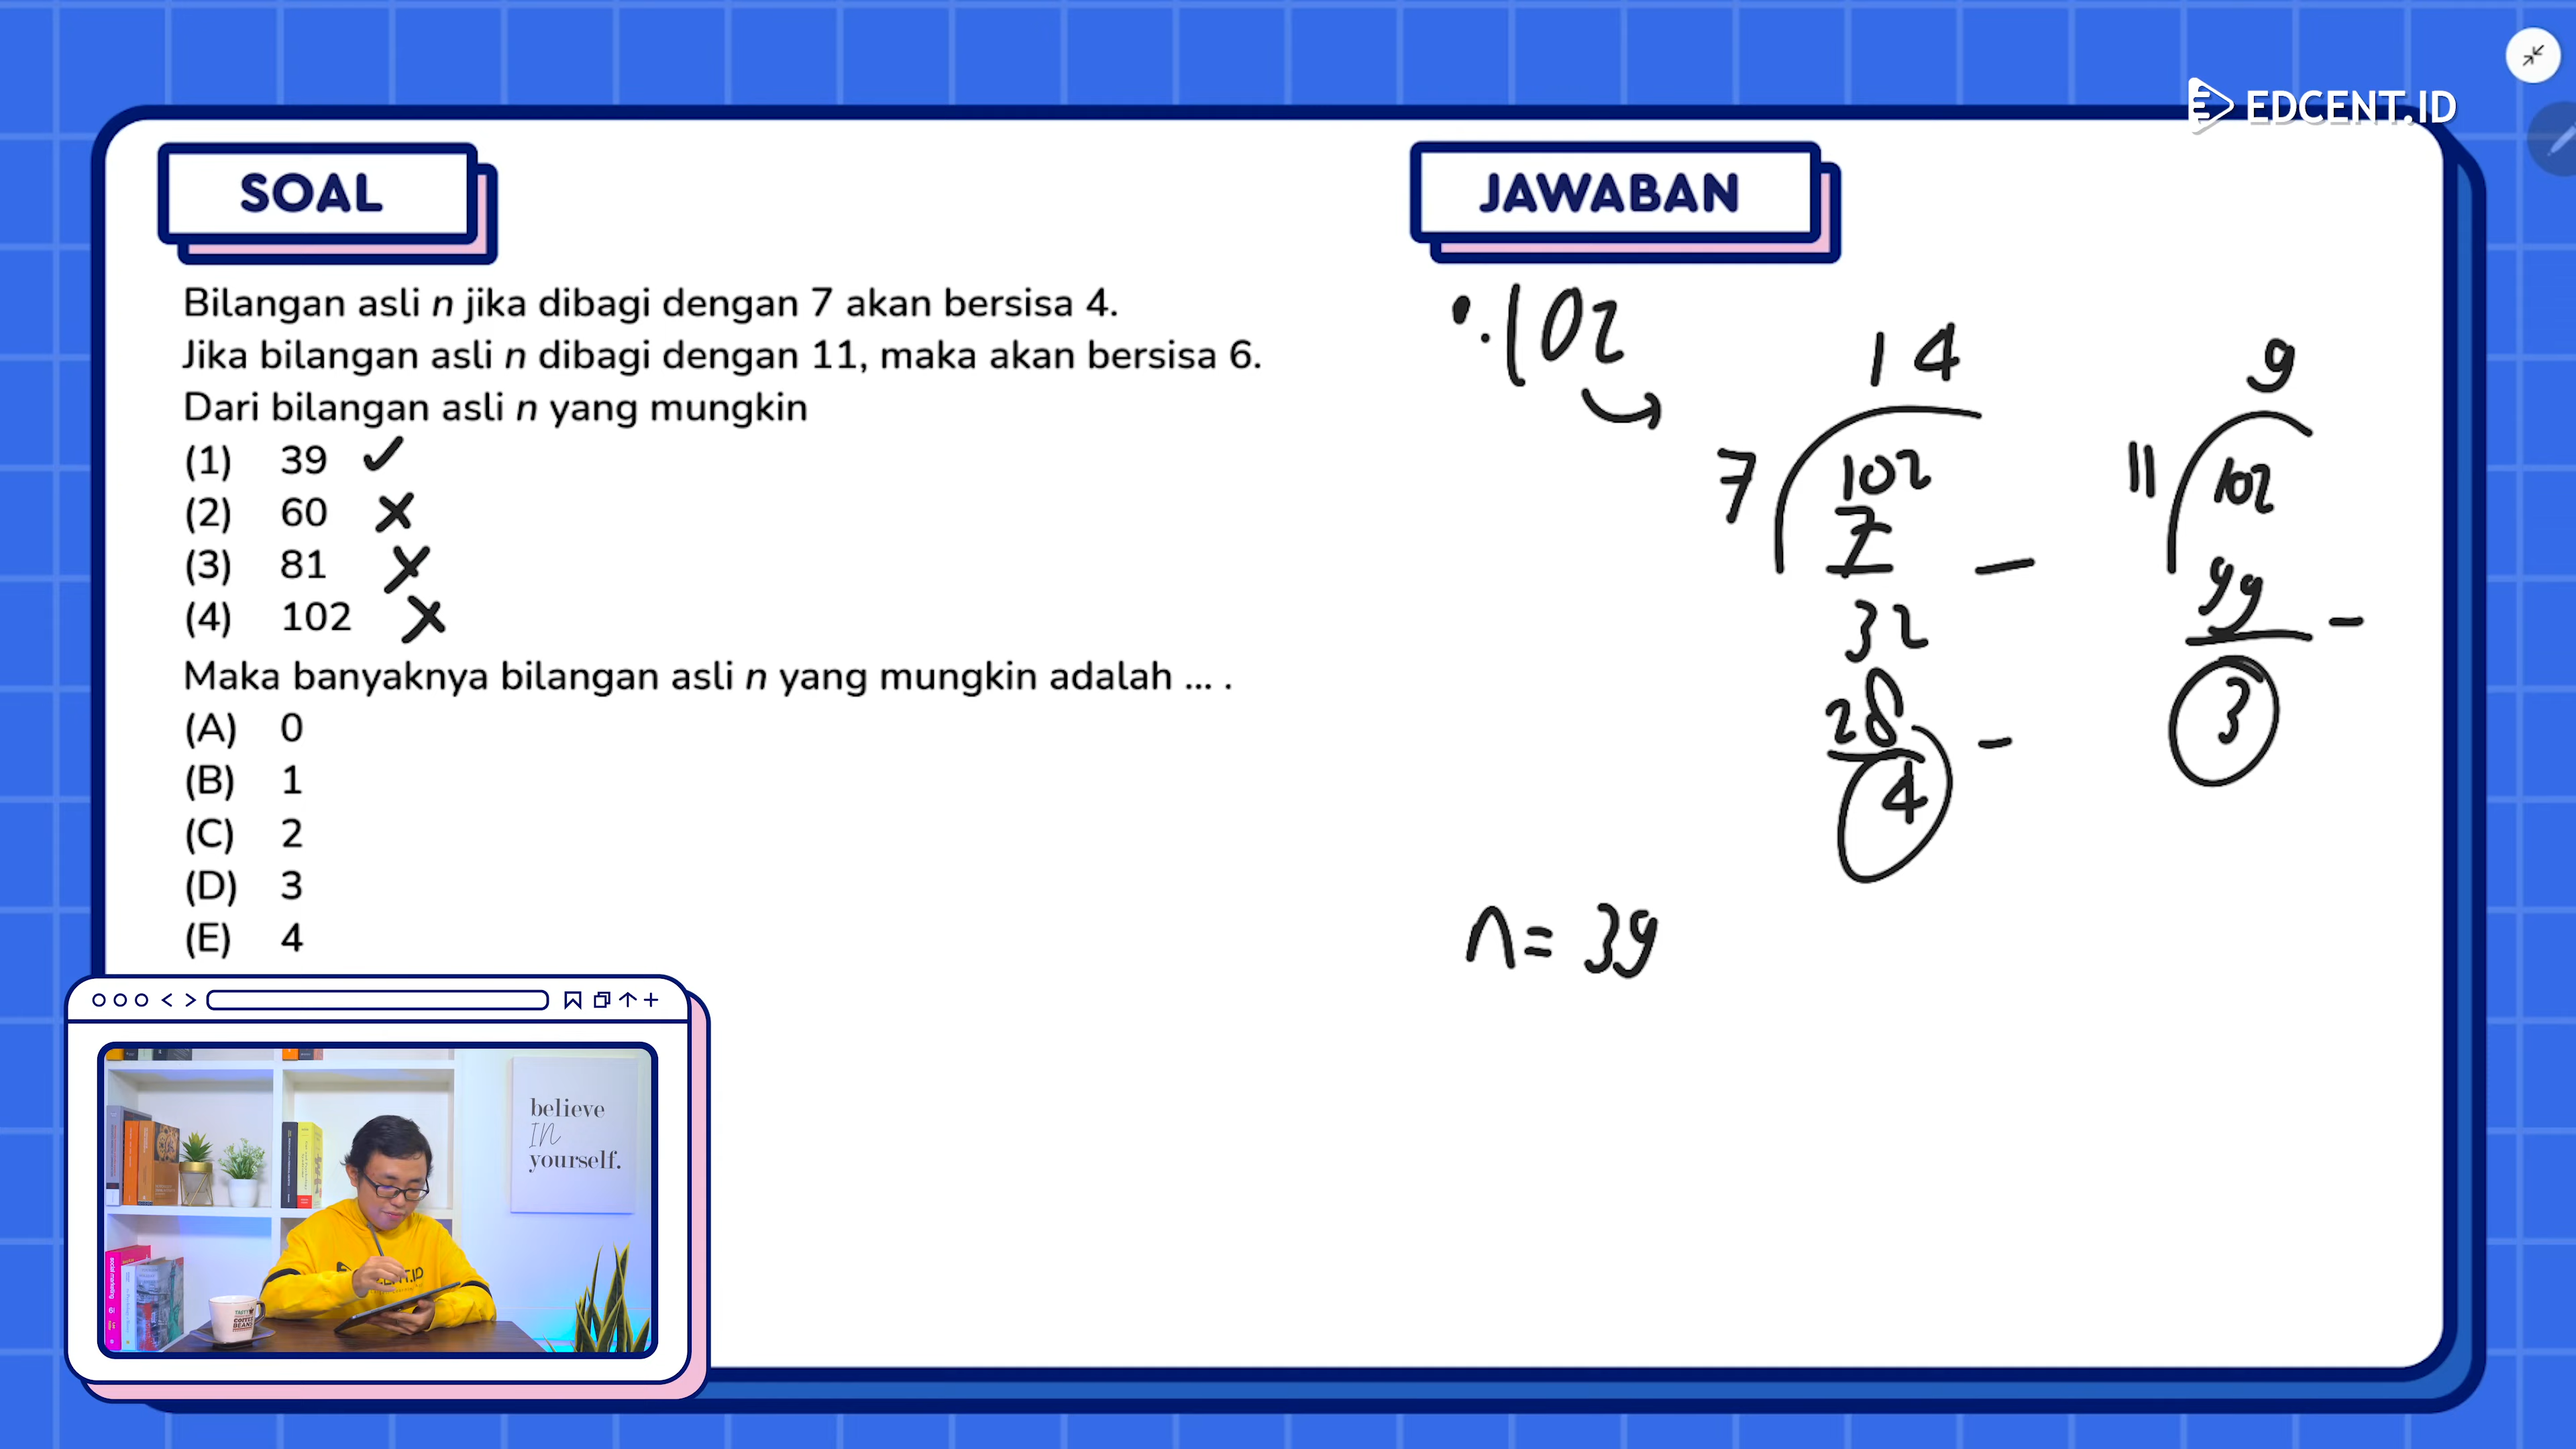 EDCENT.ID
SOAL
Bilangan asli n jika dibagi dengan 7 akan bersisa 4.
Jika bilangan asli n dibagi dengan 11, maka akan bersisa 6.
Dari bilangan asli n yang mungkin
(1) 39 ✓
(2) 60 X
(3) 81 X
(4) 102 X
Maka banyaknya bilangan asli n yang mungkin adalah ... .
(A) 0
(B) 1
(C) 2
(D) 3
(E) 4
JAWABAN
• 102
14
7 102
7 –
32
28 –
4
9
11 102
99 –
3
n = 39
believe
IN
yourself.